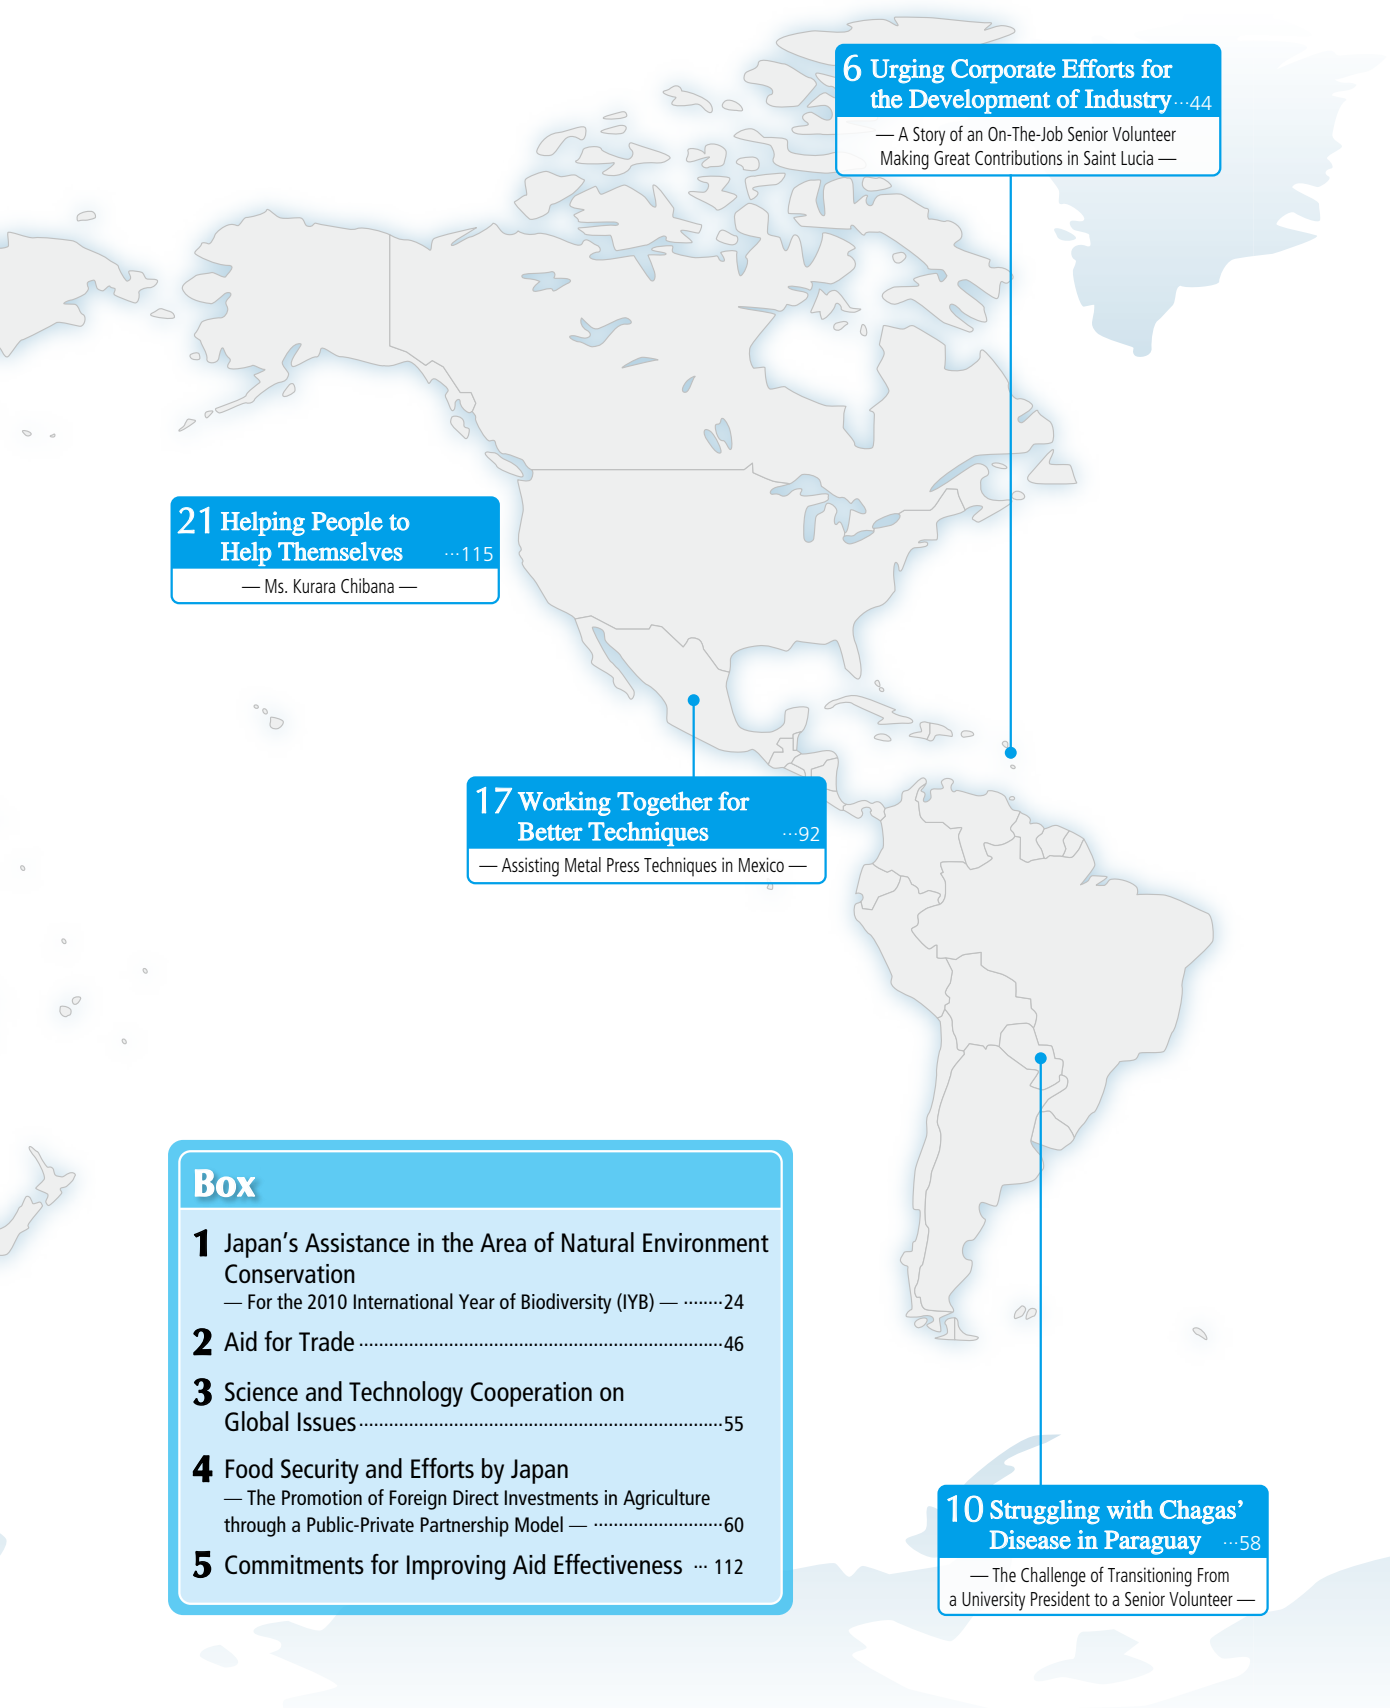 6 Urging Corporate Efforts for
the Development of Industry···44
— A Story of an On-The-Job Senior Volunteer
Making Great Contributions in Saint Lucia —
21 Helping People to
Help Themselves ···115
— Ms. Kurara Chibana —
17 Working Together for
Better Techniques ···92
— Assisting Metal Press Techniques in Mexico —
Box
1 Japan’s Assistance in the Area of Natural Environment
Conservation
— For the 2010 International Year of Biodiversity (IYB) — ········24
2 Aid for Trade·········································································46
3 Science and Technology Cooperation on
Global Issues·········································································55
4 Food Security and Efforts by Japan
— The Promotion of Foreign Direct Investments in Agriculture
through a Public-Private Partnership Model — ··························60
5 Commitments for Improving Aid Effectiveness ··· 112
10 Struggling with Chagas’
Disease in Paraguay ···58
— The Challenge of Transitioning From
a University President to a Senior Volunteer —